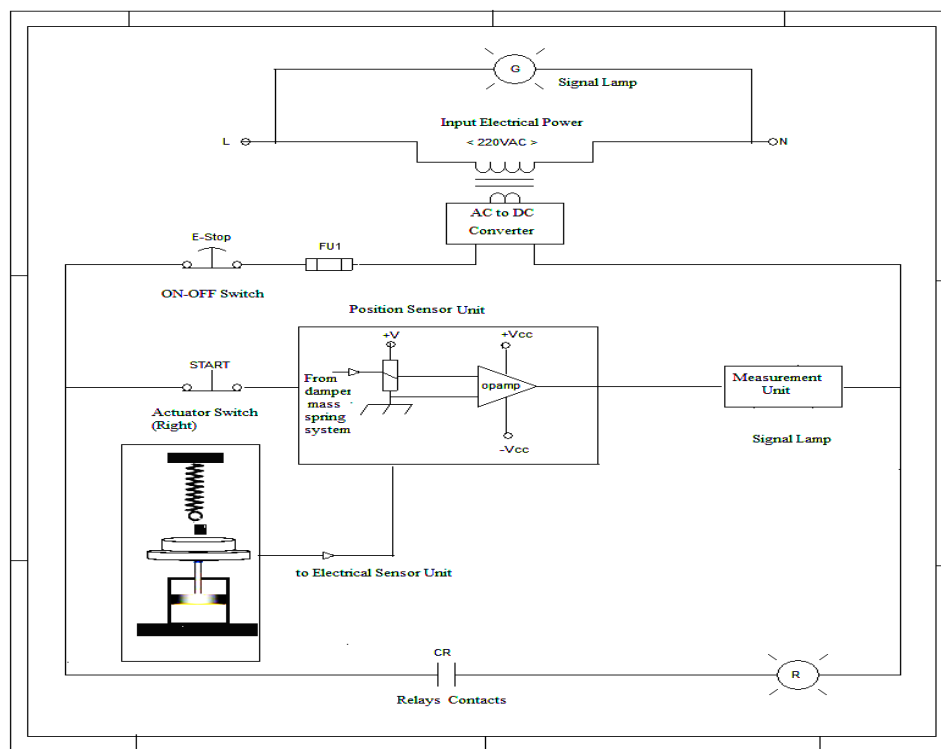 G
Signal Lamp
Input Electrical Power
L
< 220VAC >
N
AC to DC
Converter
E-Stop
FU1
ON-OFF Switch
Position Sensor Unit
+V
+Vcc
START
From
damper
mass
spring
system
opamp
Measurement
Unit
Actuator Switch
(Right)
-Vcc
Signal Lamp
to Electrical Sensor Unit
CR
R
Relays Contacts